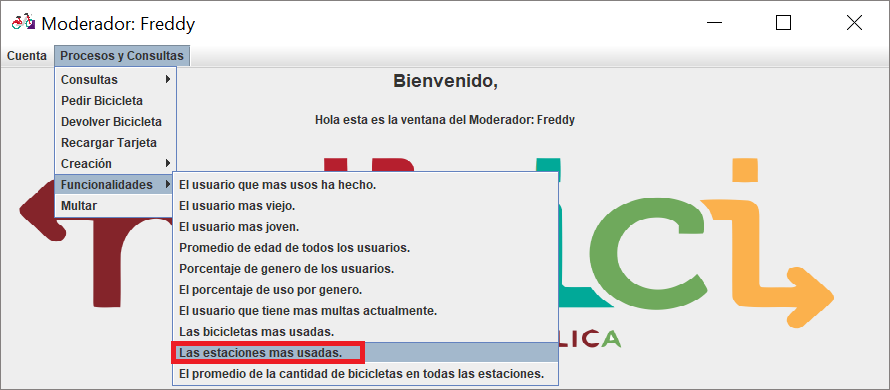 Moderador: Freddy
Cuenta Procesos y Consultas
Bienvenido,
Hola esta es la ventana del Moderador: Freddy
Consultas
Pedir Bicicleta
Devolver Bicicleta
Recargar Tarjeta
Creación
Funcionalidades
Multar
El usuario que mas usos ha hecho.
El usuario mas viejo.
El usuario mas joven.
Promedio de edad de todos los usuarios.
Porcentaje de genero de los usuarios.
El porcentaje de uso por genero.
El usuario que tiene mas multas actualmente.
Las bicicletas mas usadas.
Las estaciones mas usadas.
El promedio de la cantidad de bicicletas en todas las estaciones.